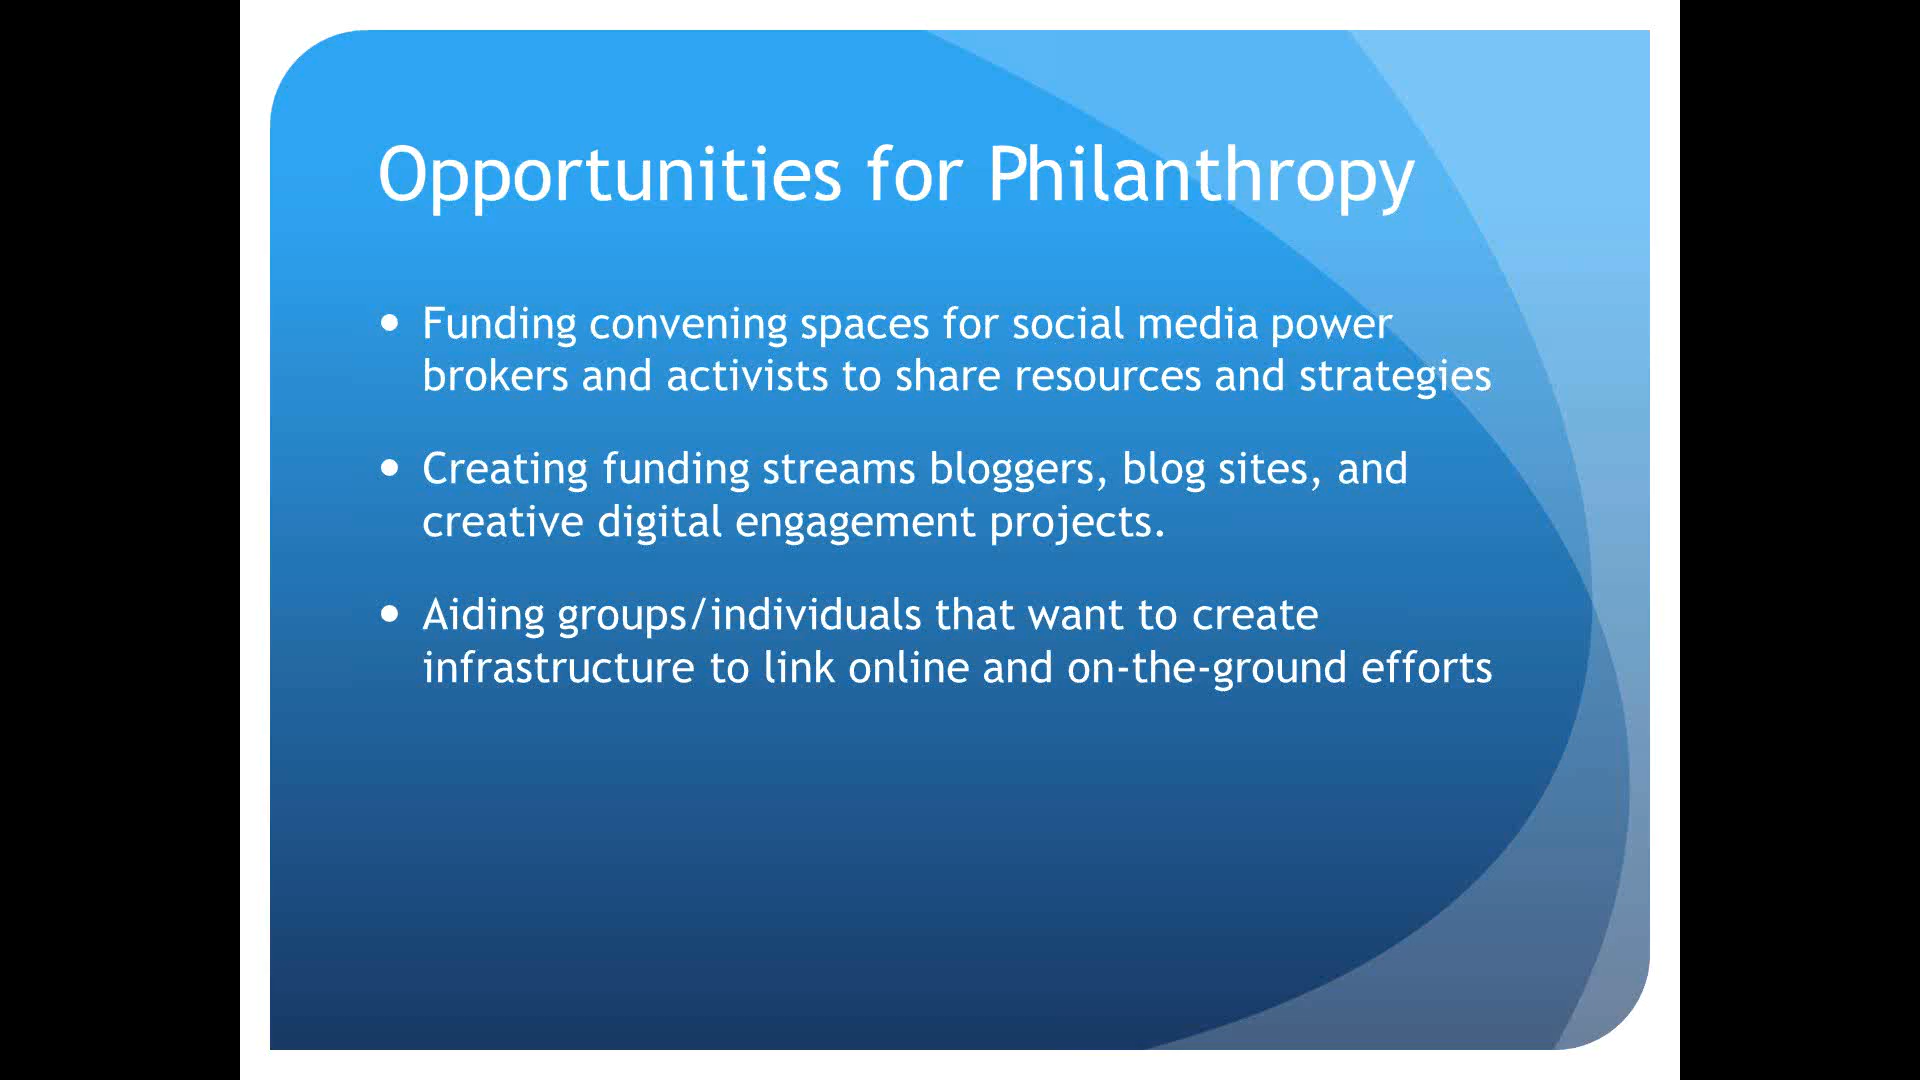 Opportunities for Philanthropy
• Funding convening spaces for social media power
brokers and activists to share resources and strategies
• Creating funding streams bloggers, blog sites, and
creative digital engagement projects.
• Aiding groups/individuals that want to create
infrastructure to link online and on-the-ground efforts